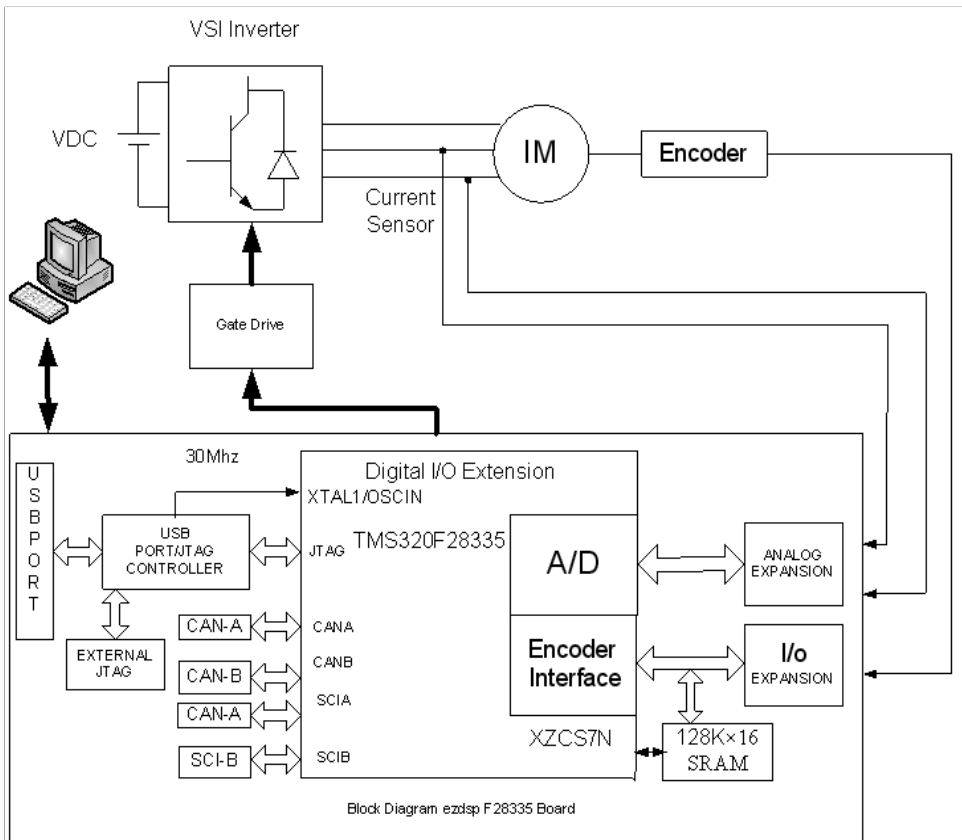 VSI Inverter
VDC
IM
Encoder
Current
Sensor
Gate Drive
30Mhz
USBPORT
Digital I/O Extension
XTAL1/OSCIN
TMS320F28335
USB
PORT/JTAG
CONTROLLER
JTAG
A/D
ANALOG
EXPANSION
EXTERNAL
JTAG
CAN-A
CANA
CAN-B
CANB
CAN-A
SCIA
SCI-B
SCIB
Encoder
Interface
I/o
EXPANSION
XZCS7N
128K×16
SRAM
Block Diagram ezdsp F28335 Board